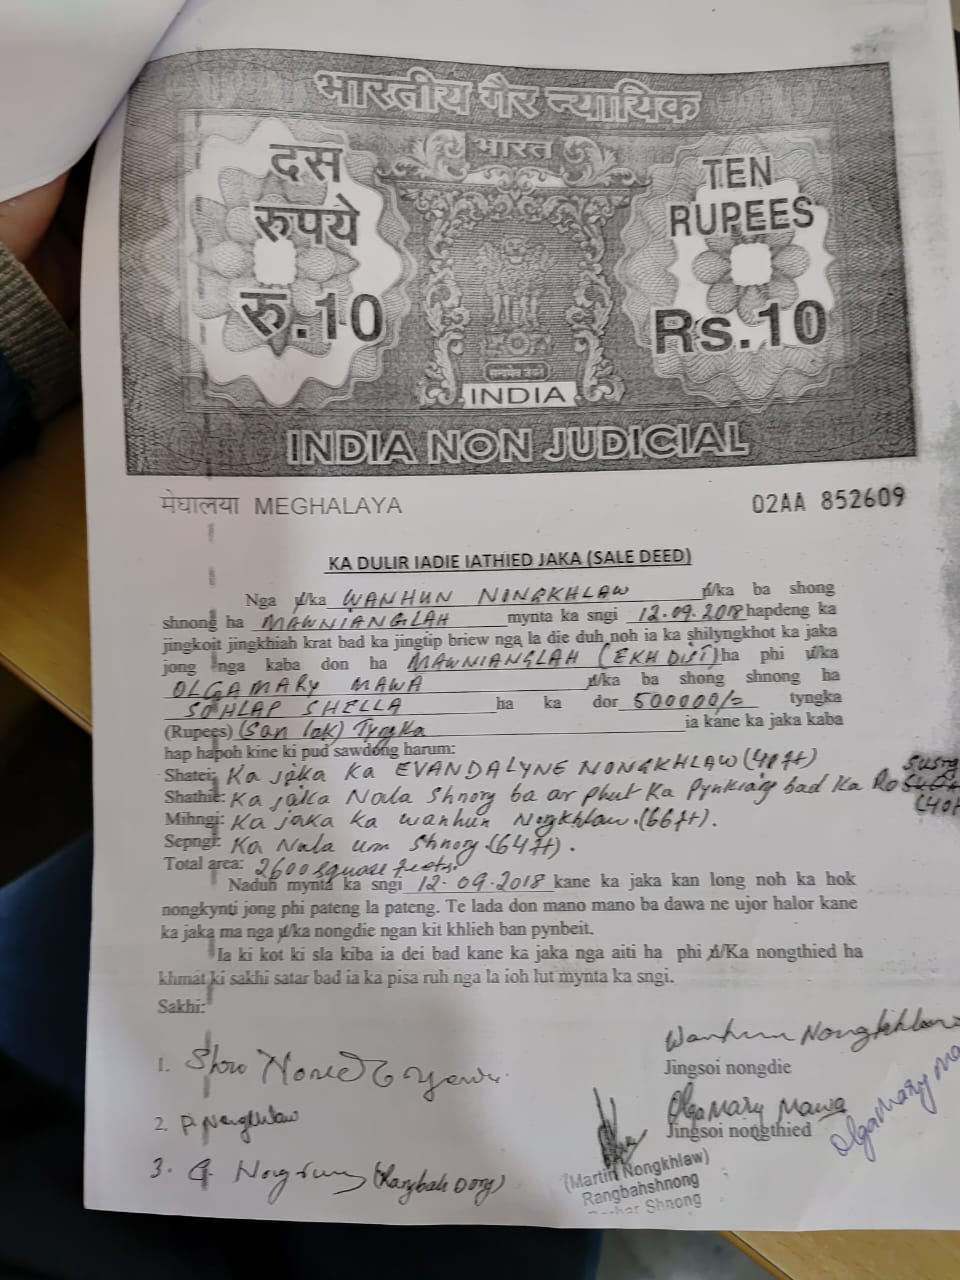 भारतीय गैर न्यायिक
भारत
दस
रुपये
रु.10
TEN
RUPEES
Rs.10
सत्यमेव जयते
INDIA
INDIA NON JUDICIAL
मेघालया MEGHALAYA
02AA 852609
KA DULIR IADIE IATHIED JAKA (SALE DEED)
Nga u/ka WANHUN NONGKHLAW u/ka ba shong
shnong ha MAWNIANGLAH mynta ka sngi 12.09.2018 hapdeng ka
jingkoit jingkhiah krat bad ka jingtip briew nga la die duh noh ia ka shilyngkhot ka jaka
jong nga kaba don ha MAWNIANGLAH (EKH DIST) ha phi u/ka
OLGAMARY MAWA u/ka ba shong shnong ha
SOHLAP SHELLA ha ka dor 500000/= tyngka
(Rupees) (San lak) Tyngka ia kane ka jaka kaba
hap hapoh kine ki pud sawdong harum:
Shatei: Ka jaka Ka EVANDALYNE NONGKHLAW (40ft)
Shathie: Ka jaka Nala Shnong ba ar phut Ka Pynkiang bad Ka Ro
Mihngi: Ka jaka ka wanhun Nongkhlaw. (66ft).
Sepngi: Ka Nala um Shnong. (64ft).
Total area: 2600 square feets.
Naduh mynta ka sngi 12-09-2018 kane ka jaka kan long noh ka hok
nongkynti jong phi pateng la pateng. Te lada don mano mano ba dawa ne ujor halor kane
ka jaka ma nga u/ka nongdie ngan kit khlieh ban pynbeit.
Ia ki kot ki sla kiba ia dei bad kane ka jaka nga aiti ha phi U/Ka nongthied ha
khmat ki sakhi satar bad ia ka pisa ruh nga la ioh lut mynta ka sngi.
Sakhi:
Wanhun Nongkhlaw
Jingsoi nongdie
1.
OlgaMary Mawa
Jingsoi nongthied
OlgaMary Ma
2. P. Nongkhlaw
3. (Rangbah Dong)
(Martin Nongkhlaw)
Rangbahshnong
Shnong